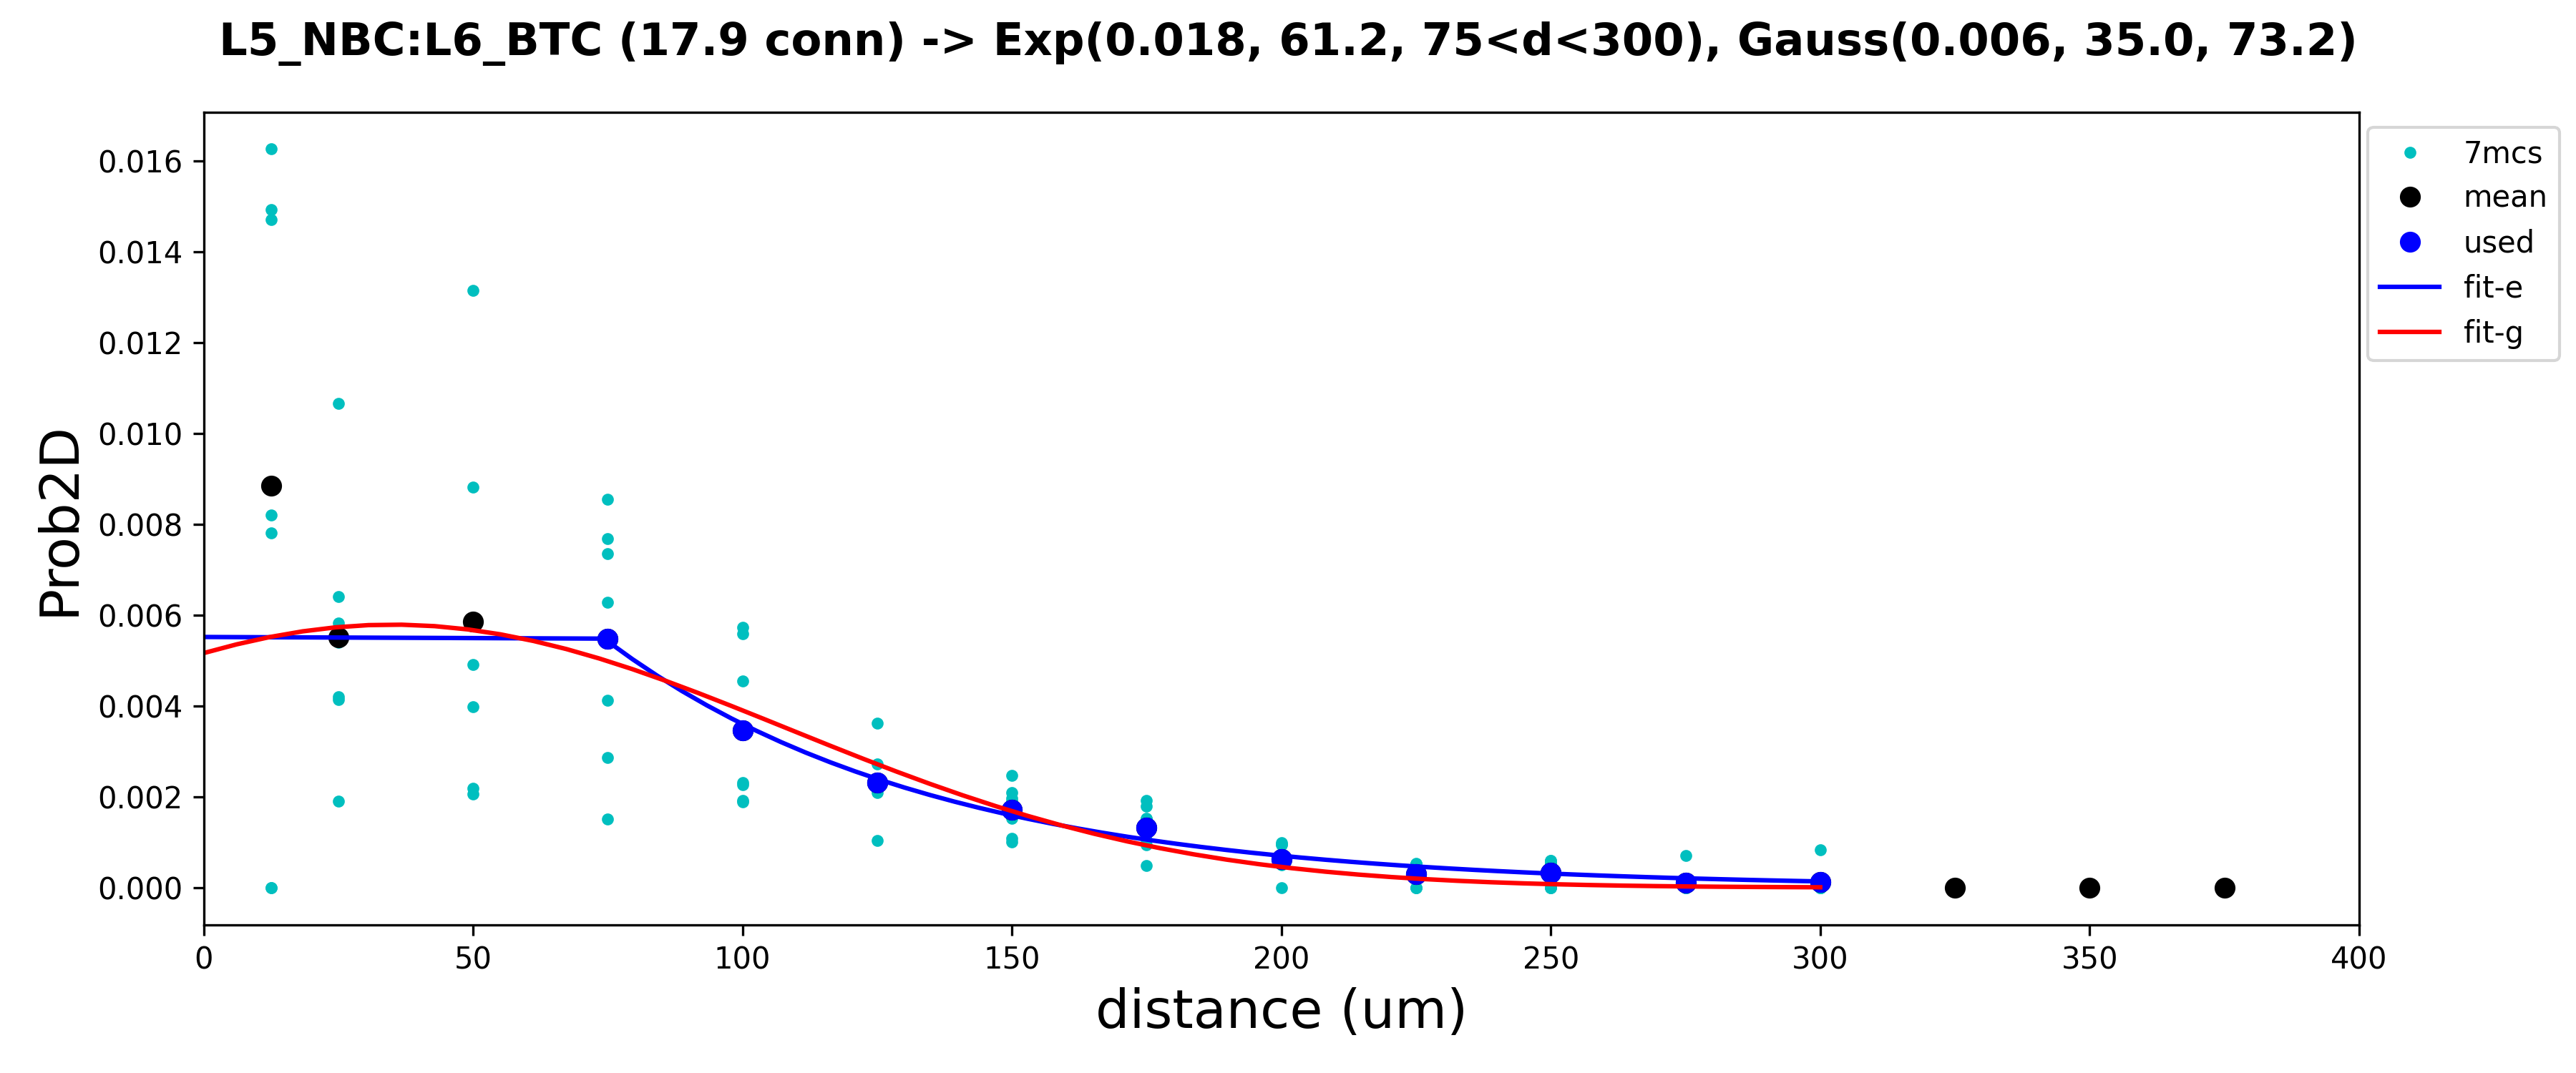 L5_NBC:L6_BTC (17.9 conn) -> Exp(0.018, 61.2, 75<d<300), Gauss(0.006, 35.0, 73.2)
0.016
0.014
0.012
0.010
0.008
0.006
0.004
0.002
0.000
Prob2D
0 50 100 150 200 250 300 350 400
distance (um)
7mcs
mean
used
fit-e
fit-g